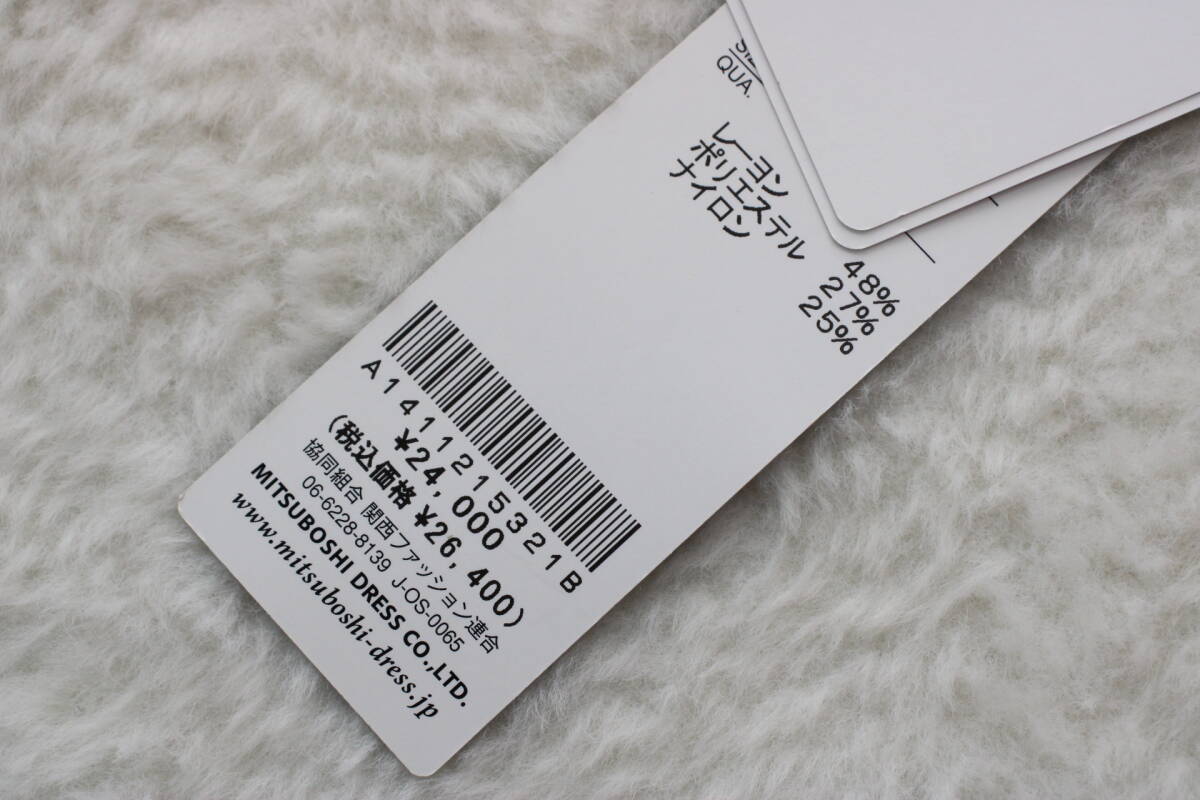 QUA.
レーヨン 48%
ポリエステル 27%
ナイロン 25%
A141121532１B
¥24,000
(税込価格 ¥26,400)
協同組合 関西ファッション連合
06-6228-8139 J-OS-0065
MITSUBOSHI DRESS CO.,LTD.
www.mitsuboshi-dress.jp